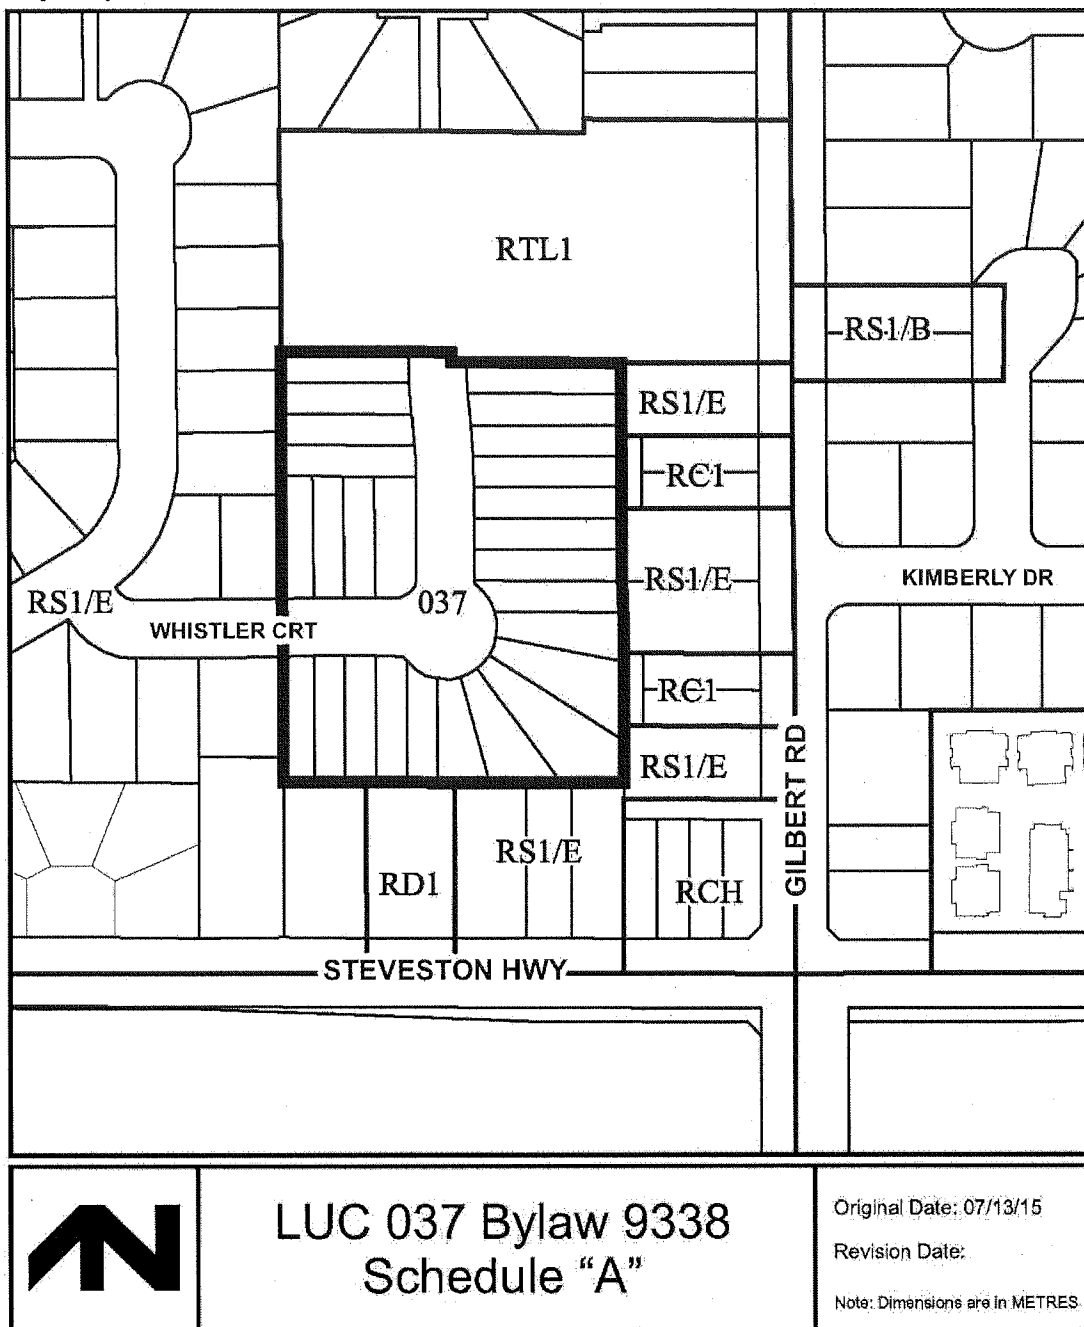 RTL1
RS1/B
RS1/E
RC1
RS1/E
KIMBERLY DR
RS1/E
037
WHISTLER CRT
RC1
RS1/E
GILBERT RD
RS1/E
RD1
RCH
STEVESTON HWY
LUC 037 Bylaw 9338
Schedule "A"
Original Date: 07/13/15
Revision Date:
Note: Dimensions are in METRES